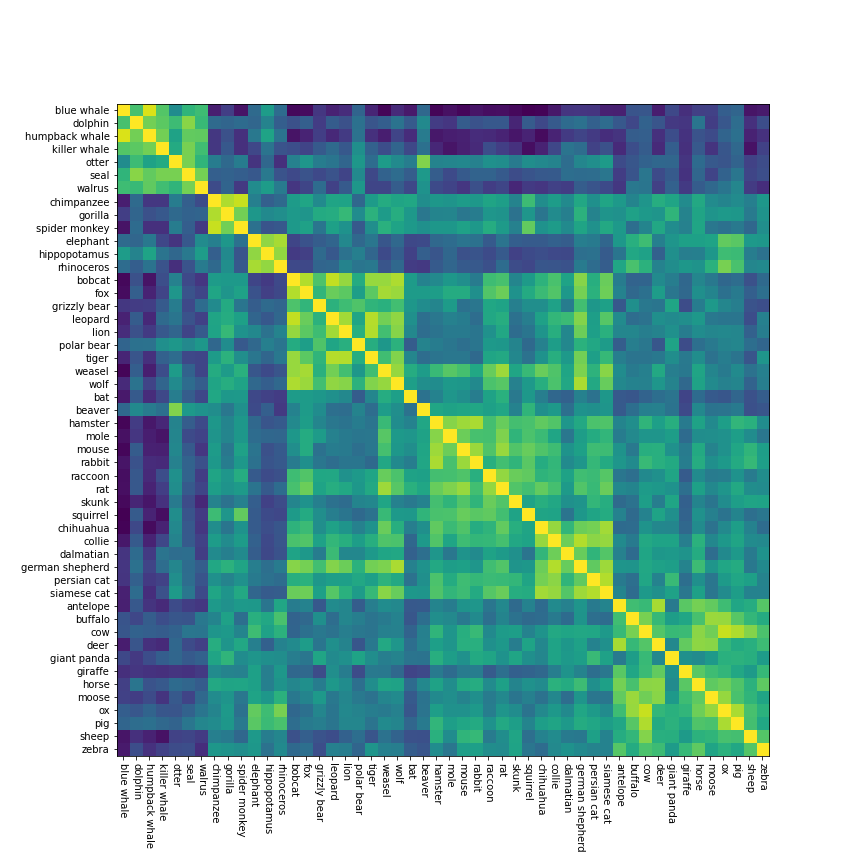 blue whale
dolphin
humpback whale
killer whale
otter
seal
walrus
chimpanzee
gorilla
spider monkey
elephant
hippopotamus
rhinoceros
bobcat
fox
grizzly bear
leopard
lion
polar bear
tiger
weasel
wolf
bat
beaver
hamster
mole
mouse
rabbit
raccoon
rat
skunk
squirrel
chihuahua
collie
dalmatian
german shepherd
persian cat
siamese cat
antelope
buffalo
cow
deer
giant panda
giraffe
horse
moose
ox
pig
sheep
zebra
blue whale
dolphin
humpback whale
killer whale
otter
seal
walrus
chimpanzee
gorilla
spider monkey
elephant
hippopotamus
rhinoceros
bobcat
fox
grizzly bear
leopard
lion
polar bear
tiger
weasel
wolf
bat
beaver
hamster
mole
mouse
rabbit
raccoon
rat
skunk
squirrel
chihuahua
collie
dalmatian
german shepherd
persian cat
siamese cat
antelope
buffalo
cow
deer
giant panda
giraffe
horse
moose
ox
pig
sheep
zebra